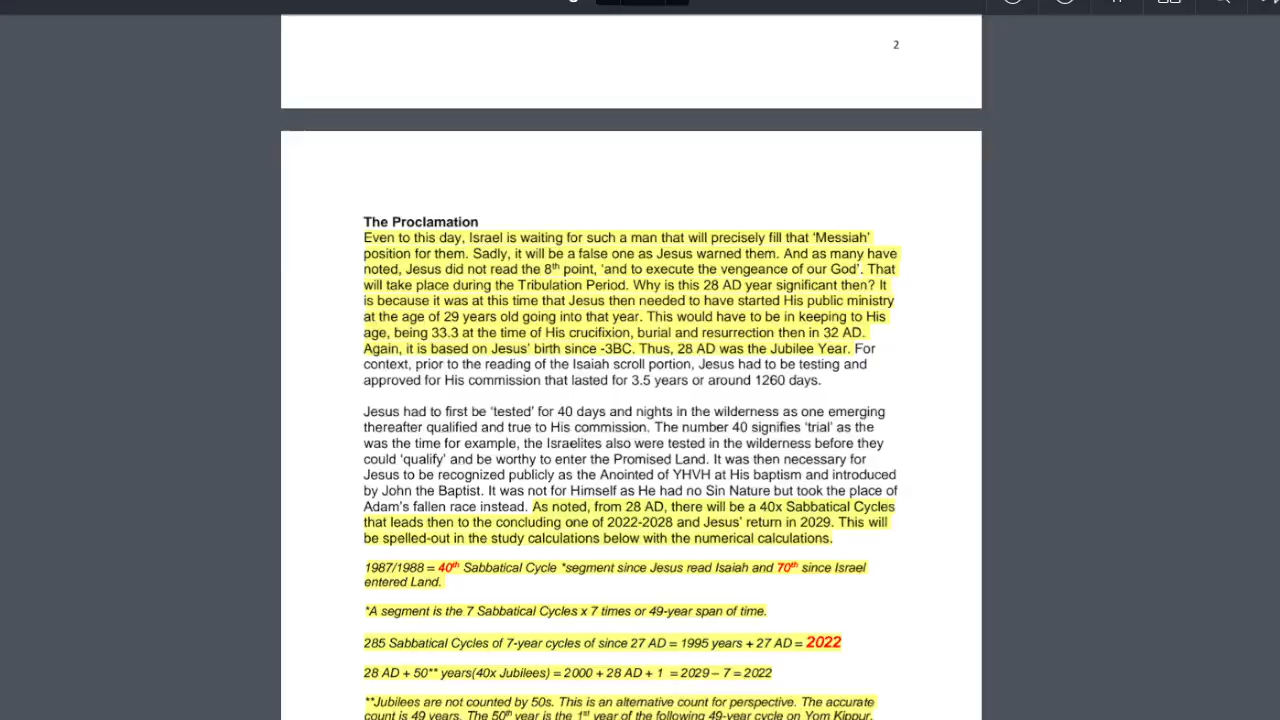 2
The Proclamation
Even to this day, Israel is waiting for such a man that will precisely fill that ‘Messiah’
position for them. Sadly, it will be a false one as Jesus warned them. And as many have
noted, Jesus did not read the 8th point, ‘and to execute the vengeance of our God’. That
will take place during the Tribulation Period. Why is this 28 AD year significant then? It
is because it was at this time that Jesus then needed to have started His public ministry
at the age of 29 years old going into that year. This would have to be in keeping to His
age, being 33.3 at the time of His crucifixion, burial and resurrection then in 32 AD.
Again, it is based on Jesus’ birth since -3BC. Thus, 28 AD was the Jubilee Year. For
context, prior to the reading of the Isaiah scroll portion, Jesus had to be testing and
approved for His commission that lasted for 3.5 years or around 1260 days.
Jesus had to first be ‘tested’ for 40 days and nights in the wilderness as one emerging
thereafter qualified and true to His commission. The number 40 signifies ‘trial’ as the
was the time for example, the Israelites also were tested in the wilderness before they
could ‘qualify’ and be worthy to enter the Promised Land. It was then necessary for
Jesus to be recognized publicly as the Anointed of YHVH at His baptism and introduced
by John the Baptist. It was not for Himself as He had no Sin Nature but took the place of
Adam’s fallen race instead. As noted, from 28 AD, there will be a 40x Sabbatical Cycles
that leads then to the concluding one of 2022-2028 and Jesus’ return in 2029. This will
be spelled-out in the study calculations below with the numerical calculations.
1987/1988 = 40th Sabbatical Cycle *segment since Jesus read Isaiah and 70th since Israel
entered Land.
*A segment is the 7 Sabbatical Cycles x 7 times or 49-year span of time.
285 Sabbatical Cycles of 7-year cycles of since 27 AD = 1995 years + 27 AD = 2022
28 AD + 50** years(40x Jubilees) = 2000 + 28 AD + 1 = 2029 – 7 = 2022
**Jubilees are not counted by 50s. This is an alternative count for perspective. The accurate
count is 49 years. The 50th year is the 1st year of the following 49-year cycle on Yom Kippur.